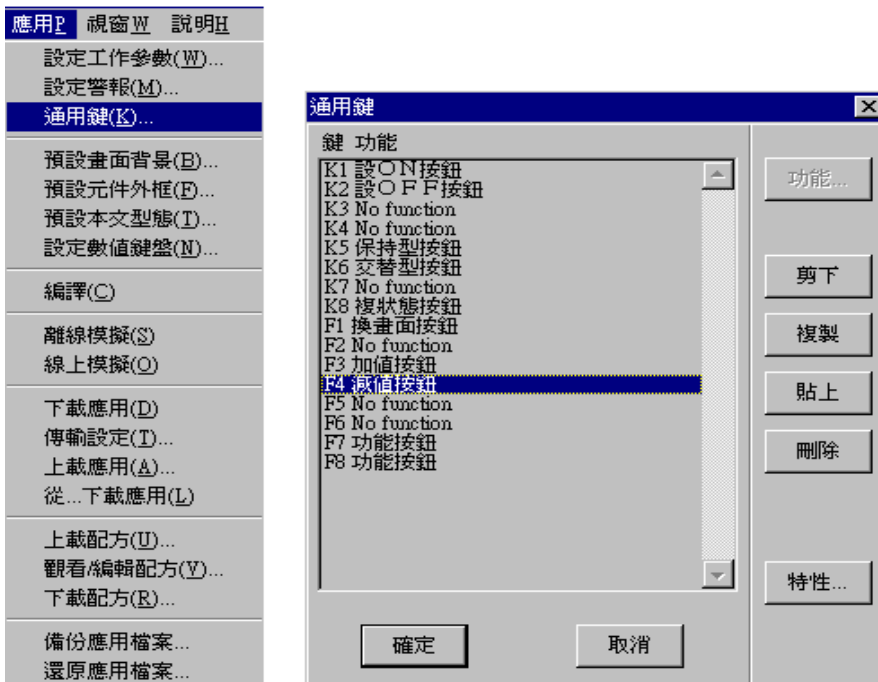 應用P 視窗W 說明H
設定工作參數(W)...
設定警報(M)...
通用鍵(K)...
預設畫面背景(B)...
預設元件外框(F)...
預設本文型態(T)...
設定數值鍵盤(N)...
編譯(C)
離線模擬(S)
線上模擬(O)
下載應用(D)
傳輸設定(T)...
上載應用(A)...
從...下載應用(L)
上載配方(U)...
觀看/編輯配方(V)...
下載配方(R)...
備份應用檔案...
還原應用檔案...
通用鍵
鍵 功能
K1 設ON按鈕
K2 設OFF按鈕
K3 No function
K4 No function
K5 保持型按鈕
K6 交替型按鈕
K7 No function
K8 複狀態按鈕
F1 換畫面按鈕
F2 No function
F3 加值按鈕
F4 減值按鈕
F5 No function
F6 No function
F7 功能按鈕
F8 功能按鈕
確定
取消
功能...
剪下
複製
貼上
刪除
特性...